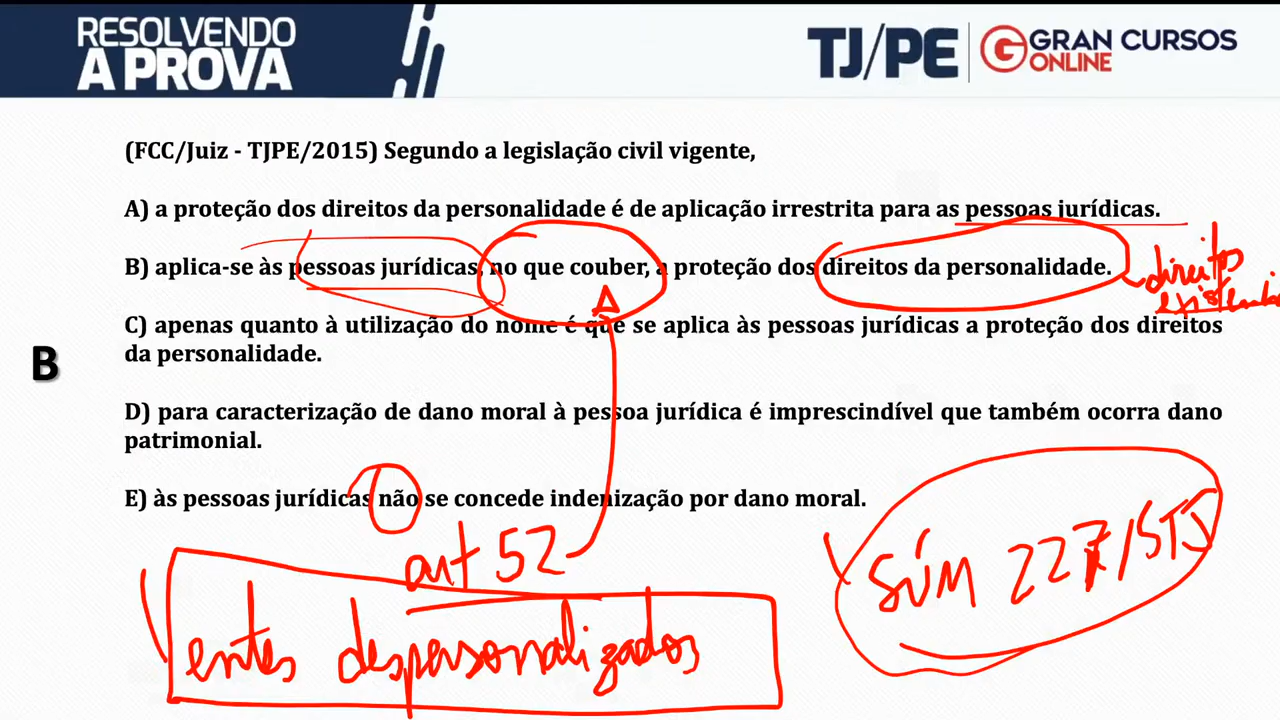 RESOLVENDO
A PROVA
TJ/PE
GRAN CURSOS
ONLINE
(FCC/Juiz - TJPE/2015) Segundo a legislação civil vigente,
A) a proteção dos direitos da personalidade é de aplicação irrestrita para as pessoas jurídicas.
B) aplica-se às pessoas jurídicas, no que couber, a proteção dos direitos da personalidade.
direitos
C) apenas quanto à utilização do nome é que se aplica às pessoas jurídicas a proteção dos direitos
da personalidade.
B
D) para caracterização de dano moral à pessoa jurídica é imprescindível que também ocorra dano
patrimonial.
E) às pessoas jurídicas não se concede indenização por dano moral.
art 52
SÚM 227/STJ
entes despersonalizados